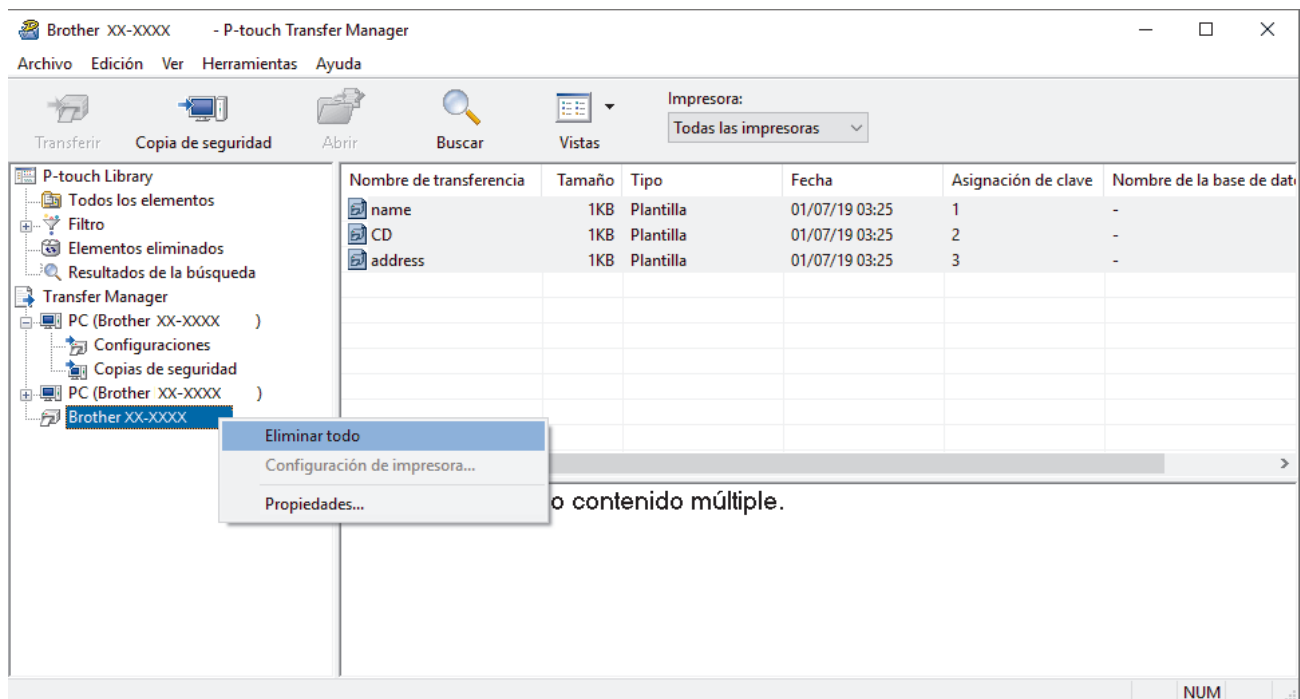 Brother XX-XXXX - P-touch Transfer Manager
Archivo Edición Ver Herramientas Ayuda
Transferir Copia de seguridad Abrir Buscar Vistas
Impresora:
Todas las impresoras
P-touch Library
Todos los elementos
Filtro
Elementos eliminados
Resultados de la búsqueda
Transfer Manager
PC (Brother XX-XXXX )
Configuraciones
Copias de seguridad
PC (Brother XX-XXXX )
Brother XX-XXXX
Eliminar todo
Configuración de impresora...
Propiedades...
Nombre de transferencia Tamaño Tipo Fecha Asignación de clave Nombre de la base de dat
name 1KB Plantilla 01/07/19 03:25 1 -
CD 1KB Plantilla 01/07/19 03:25 2 -
address 1KB Plantilla 01/07/19 03:25 3 -
o contenido múltiple.
NUM